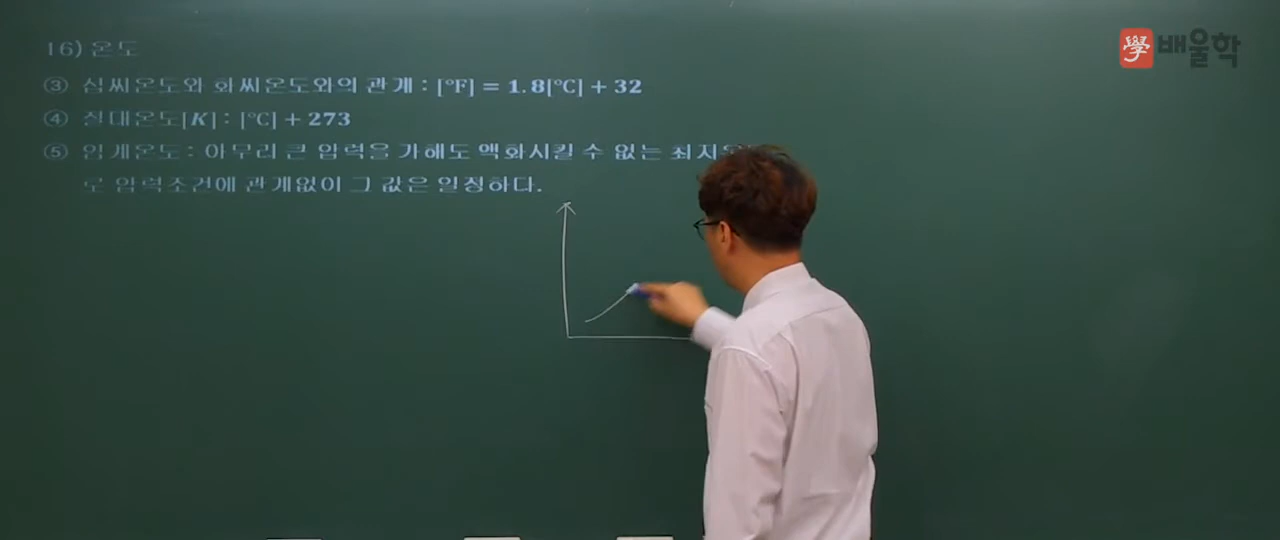 16) 온도
學 배울학
③ 섭씨온도와 화씨온도와의 관계 : [℉] = 1.8[℃] + 32
④ 절대온도[K] : [℃] + 273
⑤ 임계온도 : 아무리 큰 압력을 가해도 액화시킬 수 없는 최저
로 압력조건에 관계없이 그 값은 일정하다.